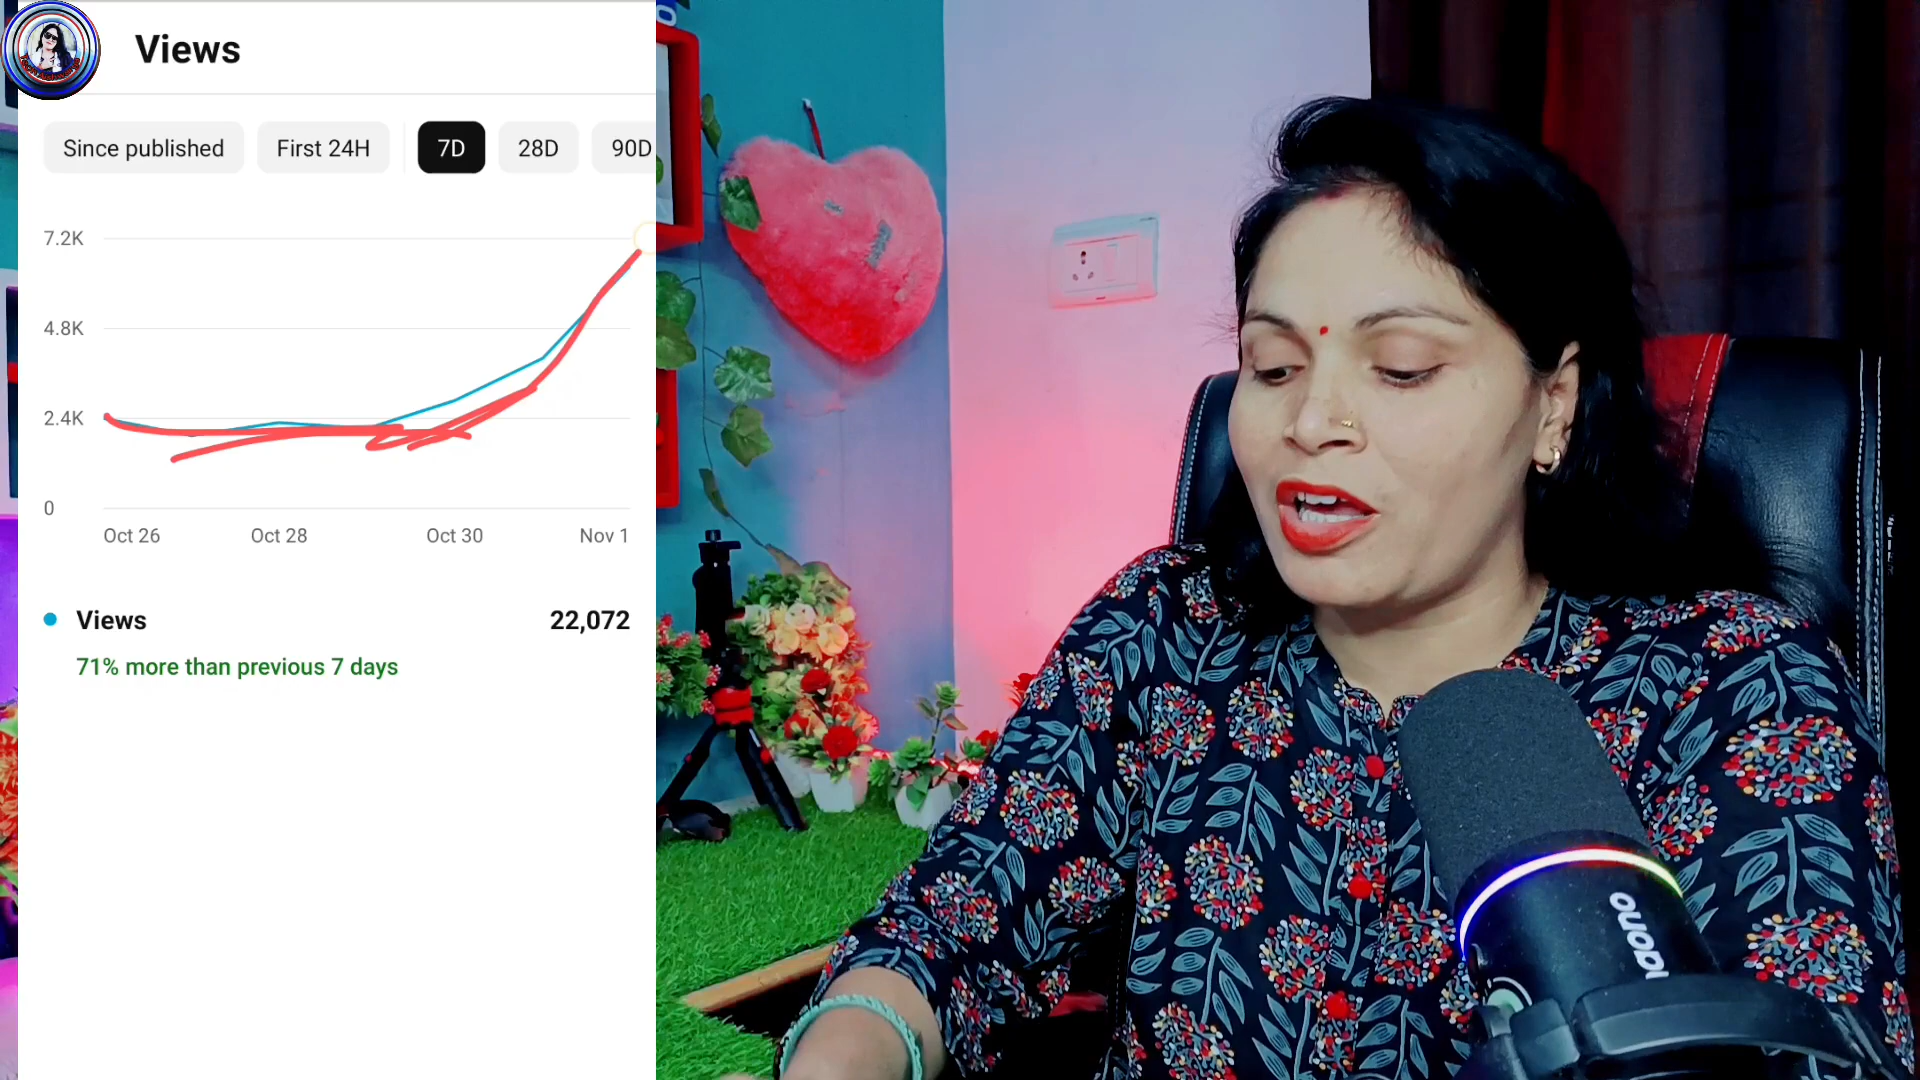 Views
Since published
First 24H
7D
28D
90D
7.2K
4.8K
2.4K
0
Oct 26
Oct 28
Oct 30
Nov 1
Views
22,072
71% more than previous 7 days